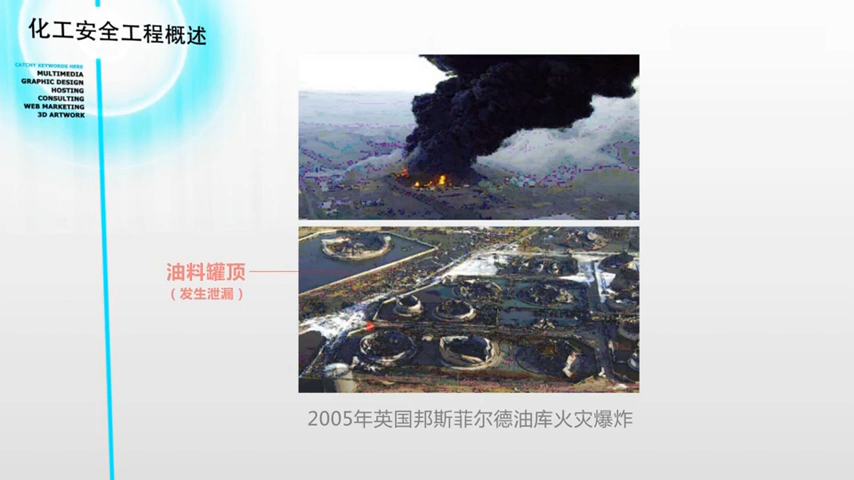 化工安全工程概述
CATCHY KEYWORDS HERE
MULTIMEDIA
GRAPHIC DESIGN
HOSTING
CONSULTING
WEB MARKETING
3D ARTWORK
油料罐顶
（发生泄漏）
2005年英国邦斯菲尔德油库火灾爆炸